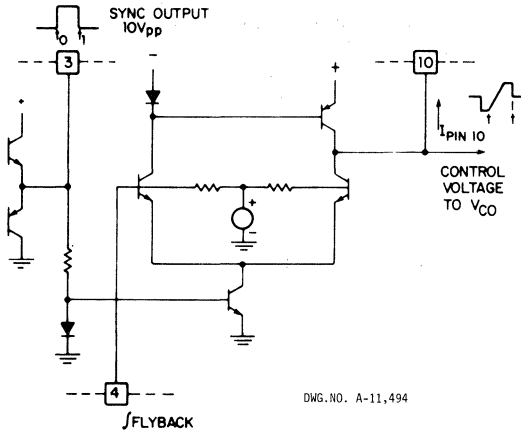 SYNC OUTPUT
10VPP
0 1
3
10
+
-
+
IPIN 10
CONTROL
VOLTAGE
TO VCO
+
-
4
∫FLYBACK
DWG.NO. A-11,494